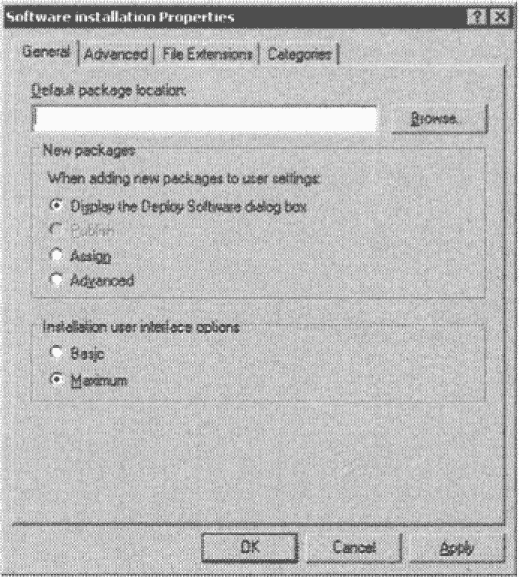 Software installation Properties
General
Advanced
File Extensions
Categories
Default package location:
Browse...
New packages
When adding new packages to user settings:
Display the Deploy Software dialog box
Publish
Assign
Advanced
Installation user interface options
Basic
Maximum
OK
Cancel
Apply